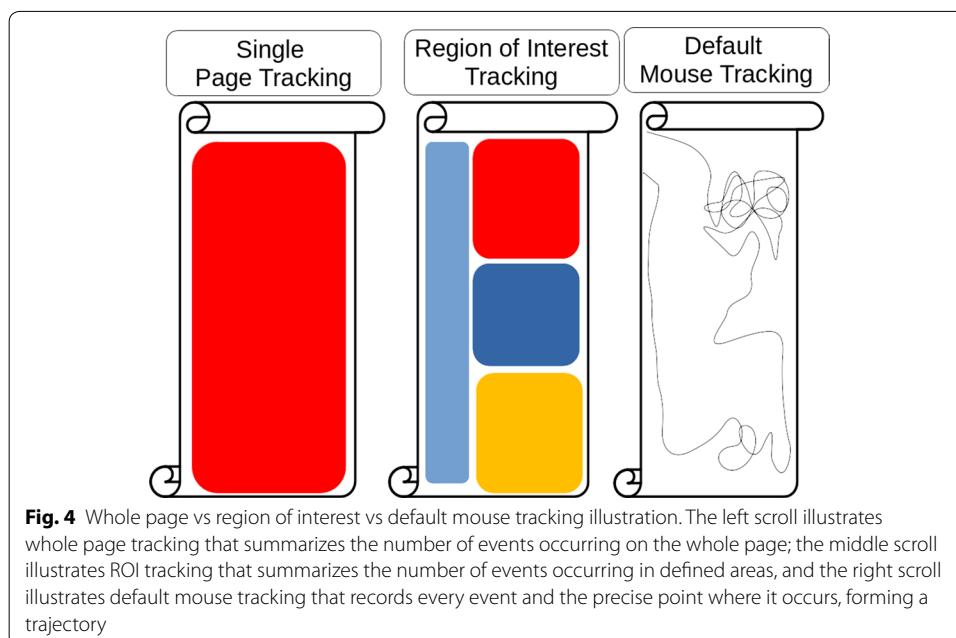 Single
Page Tracking
Region of Interest
Tracking
Default
Mouse Tracking
Fig. 4 Whole page vs region of interest vs default mouse tracking illustration. The left scroll illustrates
whole page tracking that summarizes the number of events occurring on the whole page; the middle scroll
illustrates ROI tracking that summarizes the number of events occurring in defined areas, and the right scroll
illustrates default mouse tracking that records every event and the precise point where it occurs, forming a
trajectory